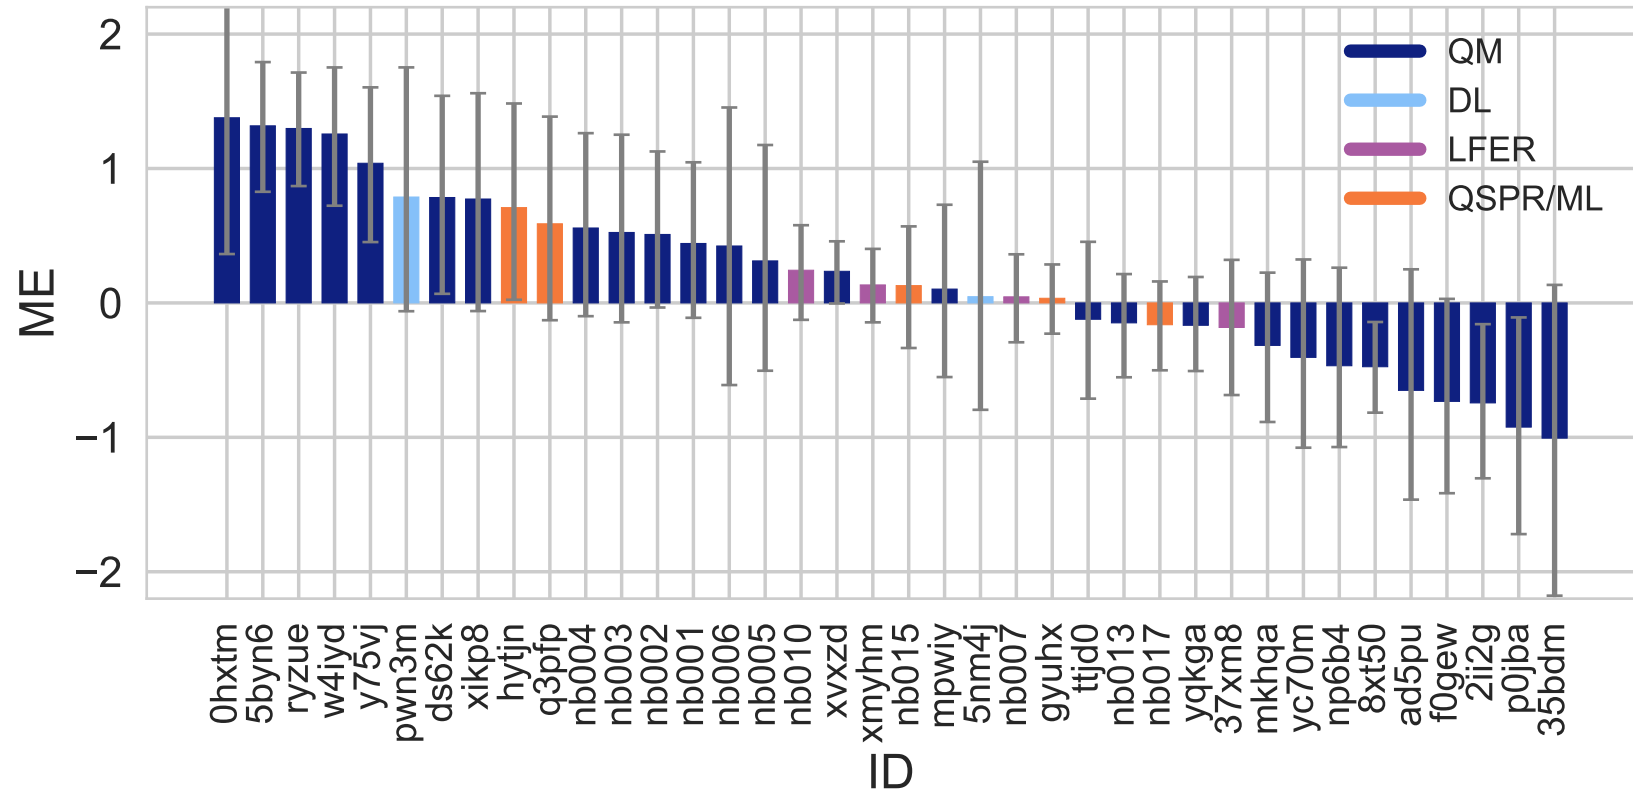 ME
2
1
0
−1
−2
QM
DL
LFER
QSPR/ML
0hxtm
5byn6
ryzue
w4iyd
y75vj
pwn3m
ds62k
xikp8
hytjn
q3pfp
nb004
nb003
nb002
nb001
nb006
nb005
nb010
xvxzd
xmyhm
nb015
mpwiy
5nm4j
nb007
gyuhx
ttjd0
nb013
nb017
yqkga
37xm8
mkhqa
yc70m
np6b4
8xt50
ad5pu
f0gew
2ii2g
p0jba
35bdm
ID